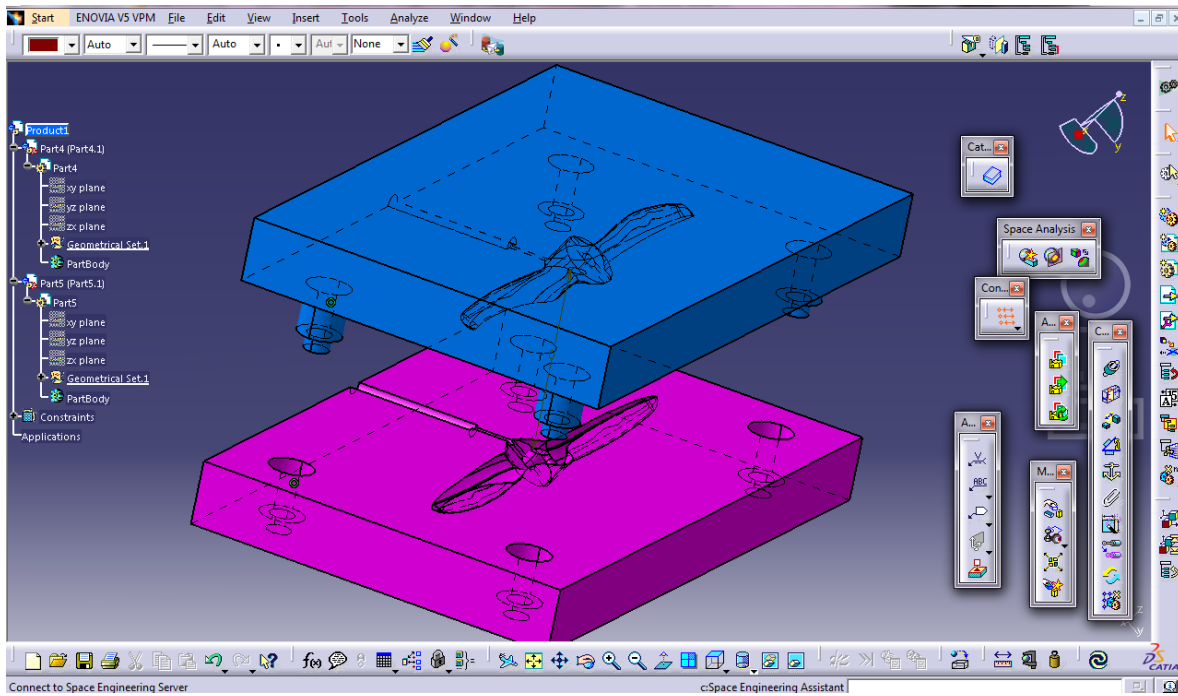 Start ENOVIA V5 VPM File Edit View Insert Tools Analyze Window Help
Auto Auto Aut None
Product1
Part4 (Part4.1)
Part4
xy plane
yz plane
zx plane
Geometrical Set.1
PartBody
Part5 (Part5.1)
Part5
xy plane
yz plane
zx plane
Geometrical Set.1
PartBody
Constraints
Applications
z
x
y
Cat...
Space Analysis
Con...
A...
C...
A...
M...
ABC
z
y
f(x)
CATIA
Connect to Space Engineering Server c:Space Engineering Assistant